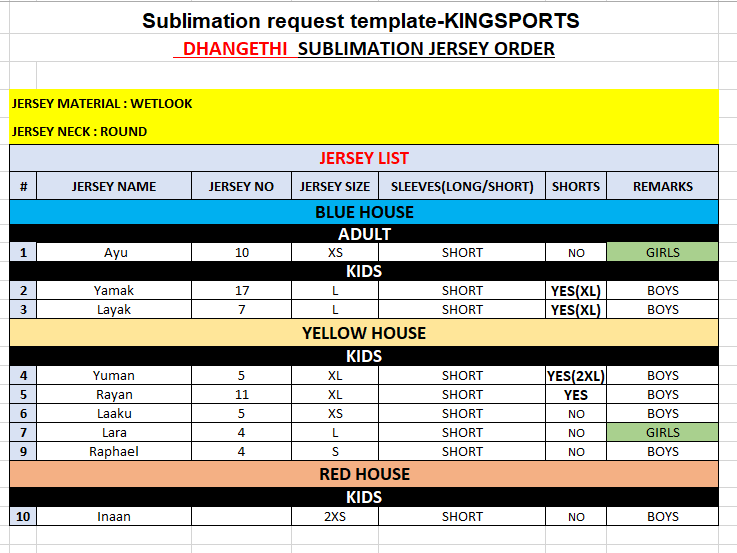 Sublimation request template-KINGSPORTS
DHANGETHI SUBLIMATION JERSEY ORDER
JERSEY MATERIAL : WETLOOK
JERSEY NECK : ROUND
JERSEY LIST
# JERSEY NAME JERSEY NO JERSEY SIZE SLEEVES(LONG/SHORT) SHORTS REMARKS
BLUE HOUSE
ADULT
1 Ayu 10 XS SHORT NO GIRLS
KIDS
2 Yamak 17 L SHORT YES(XL) BOYS
3 Layak 7 L SHORT YES(XL) BOYS
YELLOW HOUSE
KIDS
4 Yuman 5 XL SHORT YES(2XL) BOYS
5 Rayan 11 XL SHORT YES BOYS
6 Laaku 5 XS SHORT NO BOYS
7 Lara 4 L SHORT NO GIRLS
9 Raphael 4 S SHORT NO BOYS
RED HOUSE
KIDS
10 Inaan 2XS SHORT NO BOYS